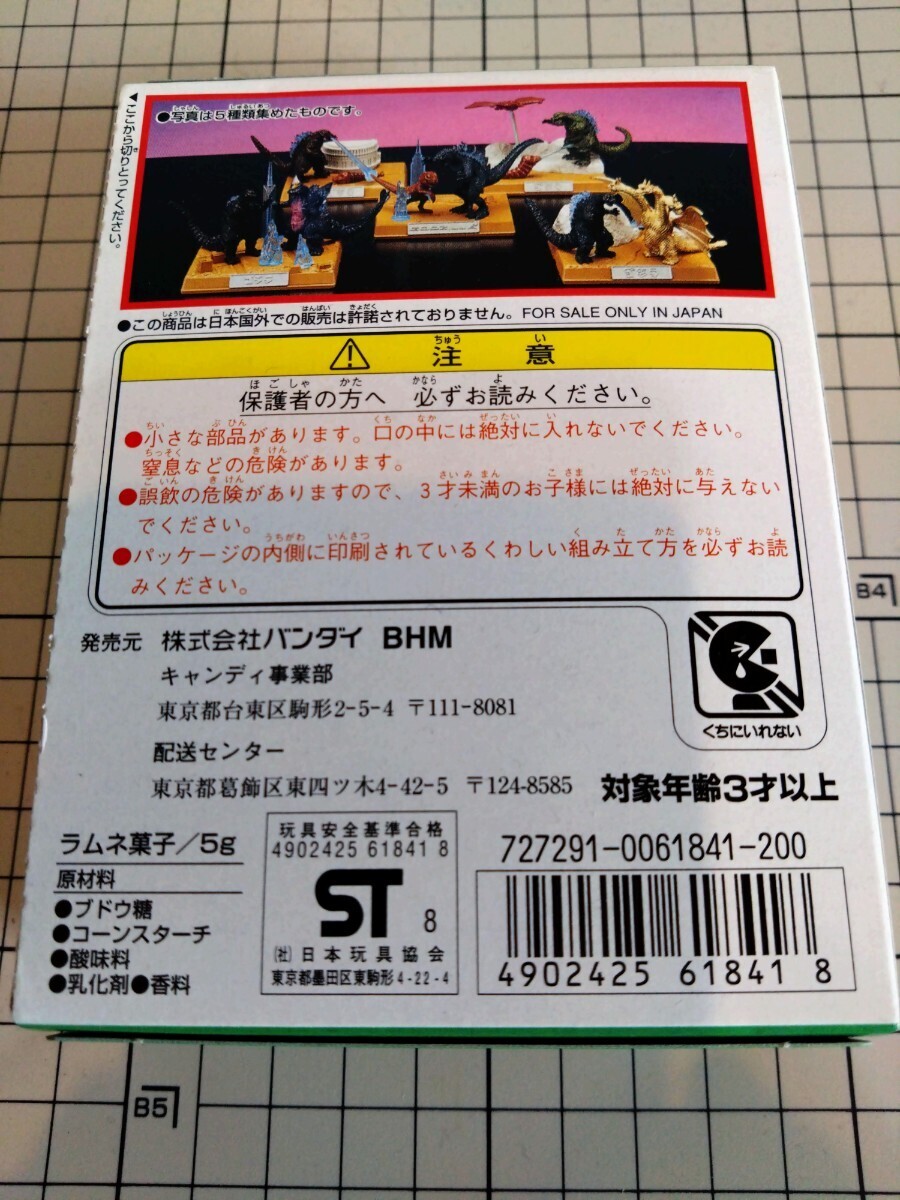 ◀ここから切りとってください。
●写真は5種類集めたものです。
●この商品は日本国外での販売は許諾されておりません。FOR SALE ONLY IN JAPAN
注意
保護者の方へ 必ずお読みください。
●小さな部品があります。口の中には絶対に入れないでください。
窒息などの危険があります。
●誤飲の危険がありますので、3才未満のお子様には絶対に与えない
でください。
●パッケージの内側に印刷されているくわしい組み立て方を必ずお読
みください。
発売元 株式会社バンダイ BHM
キャンディ事業部
東京都台東区駒形2-5-4 〒111-8081
配送センター
東京都葛飾区東四ツ木4-42-5 〒124-8585
くちにいれない
対象年齢3才以上
ラムネ菓子/5g
原材料
●ブドウ糖
●コーンスターチ
●酸味料
●乳化剤●香料
玩具安全基準合格
4902425 61841 8
ST 8
(社)日本玩具協会
東京都墨田区東駒形4-22-4
727291-0061841-200
4902425 618418
B4
B5